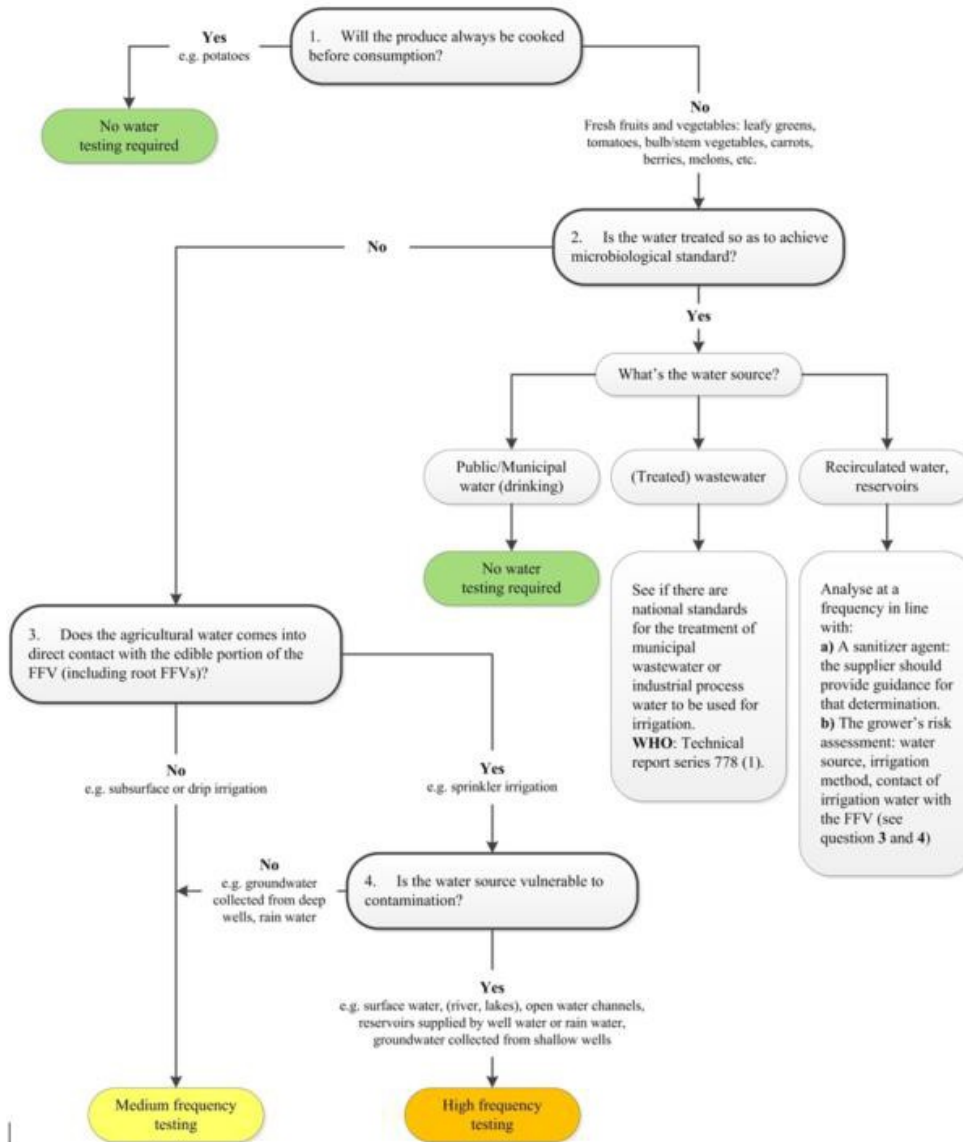 1. Will the produce always be cooked
before consumption?
Yes
e.g. potatoes
No water
testing required
No
Fresh fruits and vegetables: leafy greens,
tomatoes, bulb/stem vegetables, carrots,
berries, melons, etc.
2. Is the water treated so as to achieve
microbiological standard?
No
Yes
What's the water source?
Public/Municipal
water (drinking)
(Treated) wastewater
Recirculated water,
reservoirs
No water
testing required
See if there are
national standards
for the treatment of
municipal
wastewater or
industrial process
water to be used for
irrigation.
WHO: Technical
report series 778 (1).
Analyse at a
frequency in line
with:
a) A sanitizer agent:
the supplier should
provide guidance for
that determination.
b) The grower's risk
assessment: water
source, irrigation
method, contact of
irrigation water with
the FFV (see
question 3 and 4)
3. Does the agricultural water comes into
direct contact with the edible portion of the
FFV (including root FFVs)?
No
e.g. subsurface or drip irrigation
Yes
e.g. sprinkler irrigation
4. Is the water source vulnerable to
contamination?
No
e.g. groundwater
collected from deep
wells, rain water
Yes
e.g. surface water, (river, lakes), open water channels,
reservoirs supplied by well water or rain water,
groundwater collected from shallow wells
Medium frequency
testing
High frequency
testing